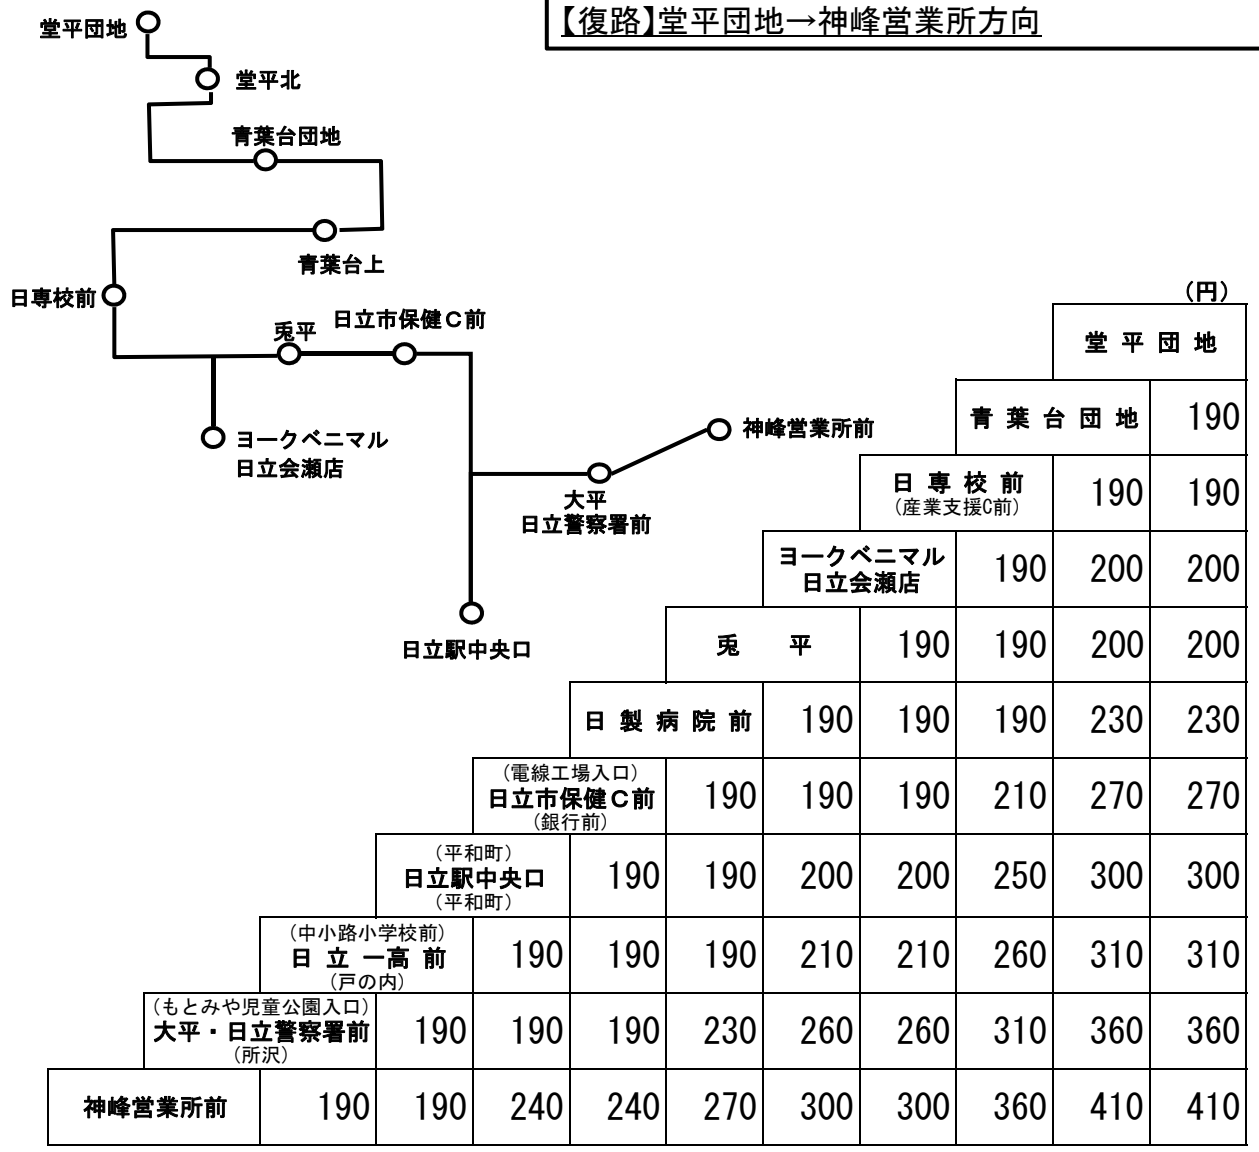 【復路】堂平団地→神峰営業所方向
堂平団地
堂平北
青葉台団地
青葉台上
日専校前
兎平
日立市保健C前
ヨークベニマル
日立会瀬店
神峰営業所前
大平
日立警察署前
日立駅中央口
(円)
堂平団地
青葉台団地 190
日専校前 190 190
(産業支援C前)
ヨークベニマル
日立会瀬店 190 200 200
兎平 190 190 200 200
日製病院前 190 190 190 230 230
(電線工場入口)
日立市保健C前 190 190 190 210 270 270
(銀行前)
(平和町)
日立駅中央口 190 190 200 200 250 300 300
(平和町)
(中小路小学校前)
日立一高前 190 190 190 210 210 260 310 310
(戸の内)
(もとみや児童公園入口)
大平・日立警察署前 190 190 190 230 260 260 310 360 360
(所沢)
神峰営業所前 190 190 240 240 270 300 300 360 410 410